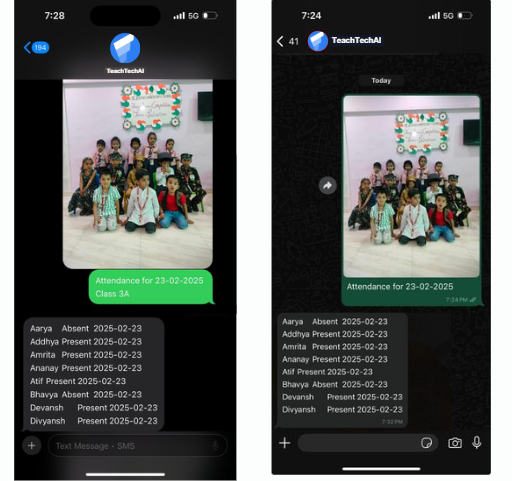 7:28
5G
194
TeachTechAI
Attendance for 23-02-2025
Class 3A
Aarya Absent 2025-02-23
Addhya Present 2025-02-23
Amrita Present 2025-02-23
Ananay Present 2025-02-23
Atif Present 2025-02-23
Bhavya Absent 2025-02-23
Devansh Present 2025-02-23
Divyansh Present 2025-02-23
Text Message - SMS
7:24
5G
41
TeachTechAI
Today
Attendance for 23-02-2025
7:24 PM
Aarya Absent 2025-02-23
Addhya Present 2025-02-23
Amrita Present 2025-02-23
Ananay Present 2025-02-23
Atif Present 2025-02-23
Bhavya Absent 2025-02-23
Devansh Present 2025-02-23
Divyansh Present 2025-02-23
7:32 PM